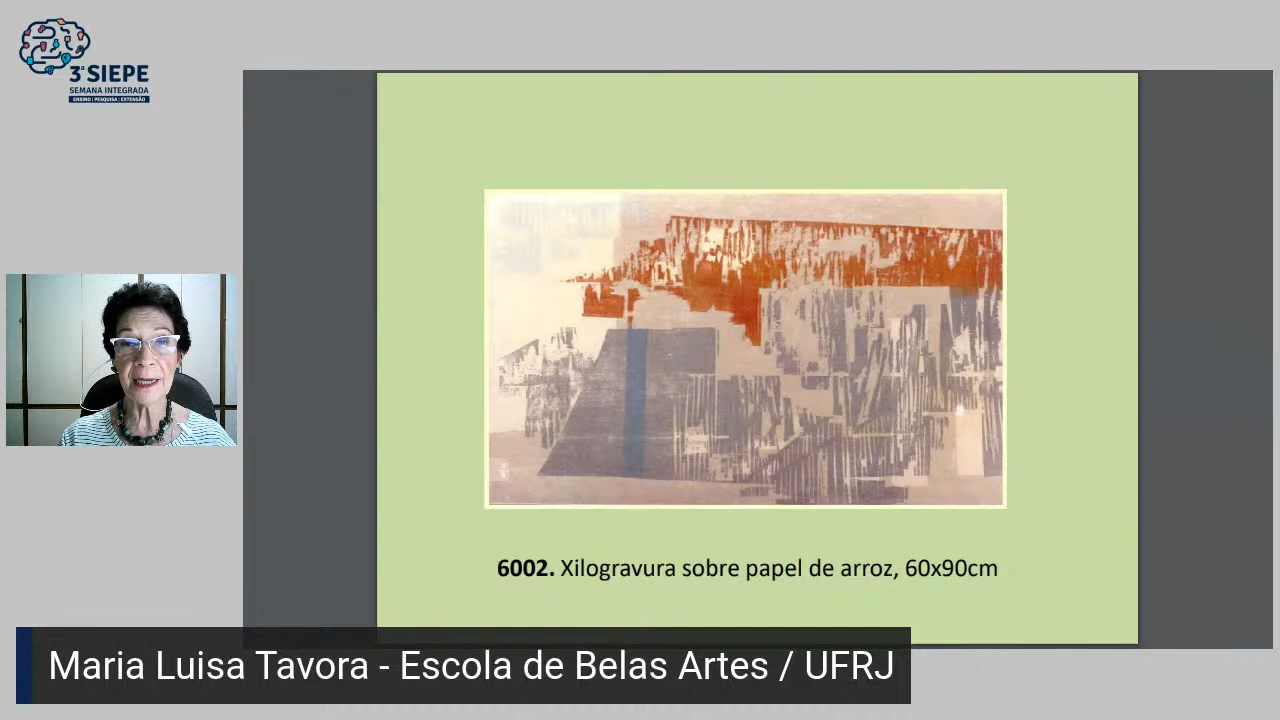 3ª SIEPE
SEMANA INTEGRADA
ENSINO | PESQUISA | EXTENSÃO
6002. Xilogravura sobre papel de arroz, 60x90cm
Maria Luisa Tavora - Escola de Belas Artes / UFRJ